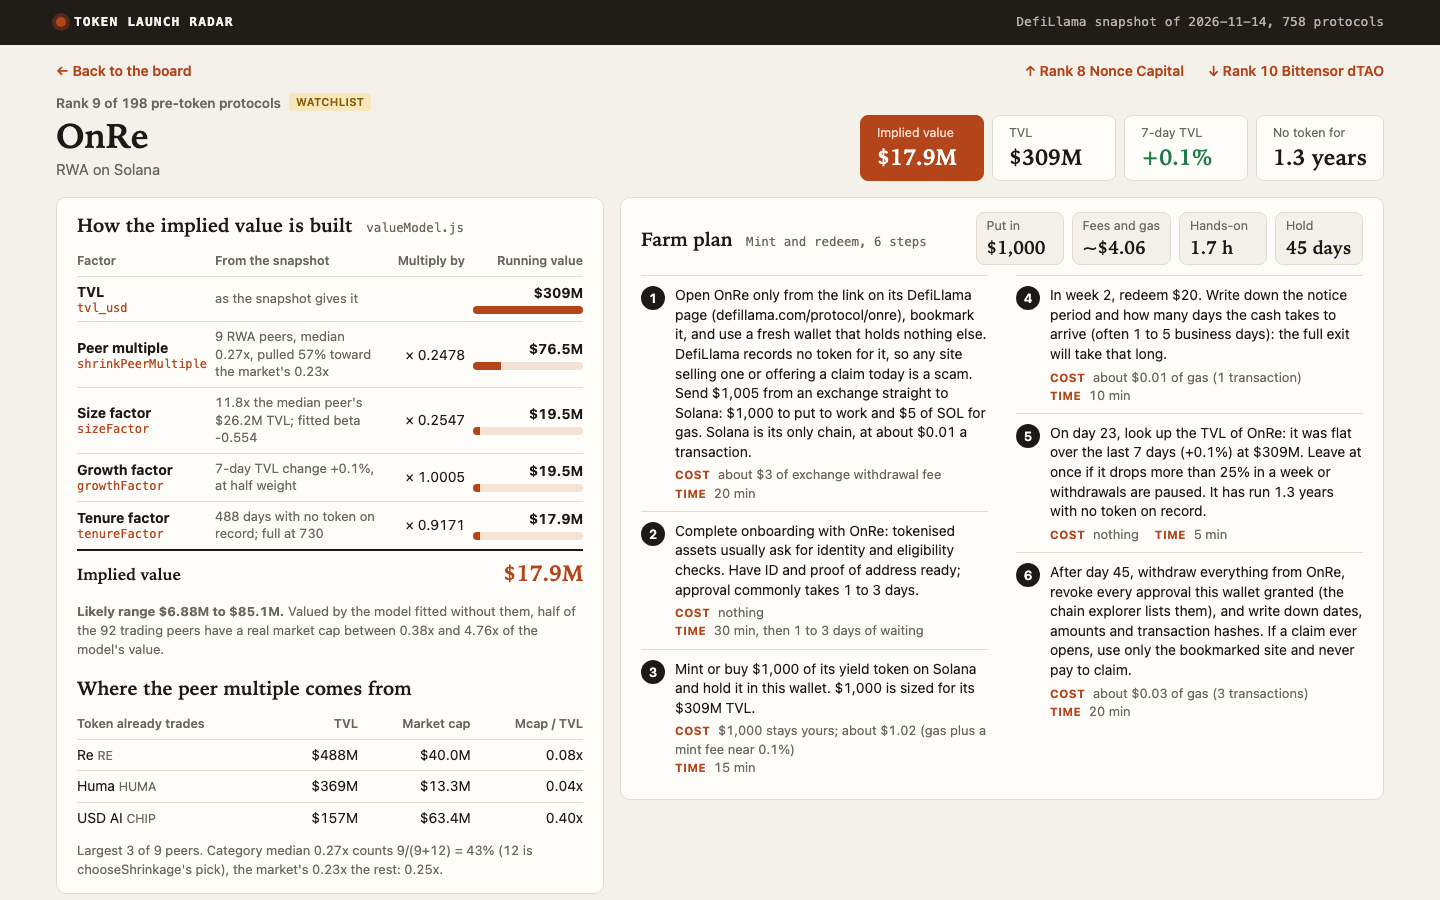 TOKEN LAUNCH RADAR
DefiLlama snapshot of 2026-11-14, 758 protocols
← Back to the board
↑ Rank 8 Nonce Capital
↓ Rank 10 Bittensor dTAO
Rank 9 of 198 pre-token protocols WATCHLIST
OnRe
RWA on Solana
Implied value
$17.9M
TVL
$309M
7-day TVL
+0.1%
No token for
1.3 years
How the implied value is built valueModel.js
Factor From the snapshot Multiply by Running value
TVL
tvl_usd
as the snapshot gives it
$309M
Peer multiple
shrinkPeerMultiple
9 RWA peers, median
0.27x, pulled 57% toward
the market's 0.23x
× 0.2478
$76.5M
Size factor
sizeFactor
11.8x the median peer's
$26.2M TVL; fitted beta
-0.554
× 0.2547
$19.5M
Growth factor
growthFactor
7-day TVL change +0.1%,
at half weight
× 1.0005
$19.5M
Tenure factor
tenureFactor
488 days with no token on
record; full at 730
× 0.9171
$17.9M
Implied value
$17.9M
Likely range $6.88M to $85.1M. Valued by the model fitted without them, half of
the 92 trading peers have a real market cap between 0.38x and 4.76x of the
model's value.
Where the peer multiple comes from
Token already trades TVL Market cap Mcap / TVL
Re RE $488M $40.0M 0.08x
Huma HUMA $369M $13.3M 0.04x
USD AI CHIP $157M $63.4M 0.40x
Largest 3 of 9 peers. Category median 0.27x counts 9/(9+12) = 43% (12 is
chooseShrinkage's pick), the market's 0.23x the rest: 0.25x.
Farm plan Mint and redeem, 6 steps
Put in
$1,000
Fees and gas
~$4.06
Hands-on
1.7 h
Hold
45 days
1
Open OnRe only from the link on its DefiLlama
page (defillama.com/protocol/onre), bookmark
it, and use a fresh wallet that holds nothing else.
DefiLlama records no token for it, so any site
selling one or offering a claim today is a scam.
Send $1,005 from an exchange straight to
Solana: $1,000 to put to work and $5 of SOL for
gas. Solana is its only chain, at about $0.01 a
transaction.
COST about $3 of exchange withdrawal fee
TIME 20 min
2
Complete onboarding with OnRe: tokenised
assets usually ask for identity and eligibility
checks. Have ID and proof of address ready;
approval commonly takes 1 to 3 days.
COST nothing
TIME 30 min, then 1 to 3 days of waiting
3
Mint or buy $1,000 of its yield token on Solana
and hold it in this wallet. $1,000 is sized for its
$309M TVL.
COST $1,000 stays yours; about $1.02 (gas plus a
mint fee near 0.1%)
TIME 15 min
4
In week 2, redeem $20. Write down the notice
period and how many days the cash takes to
arrive (often 1 to 5 business days): the full exit
will take that long.
COST about $0.01 of gas (1 transaction)
TIME 10 min
5
On day 23, look up the TVL of OnRe: it was flat
over the last 7 days (+0.1%) at $309M. Leave at
once if it drops more than 25% in a week or
withdrawals are paused. It has run 1.3 years
with no token on record.
COST nothing TIME 5 min
6
After day 45, withdraw everything from OnRe,
revoke every approval this wallet granted (the
chain explorer lists them), and write down dates,
amounts and transaction hashes. If a claim ever
opens, use only the bookmarked site and never
pay to claim.
COST about $0.03 of gas (3 transactions)
TIME 20 min